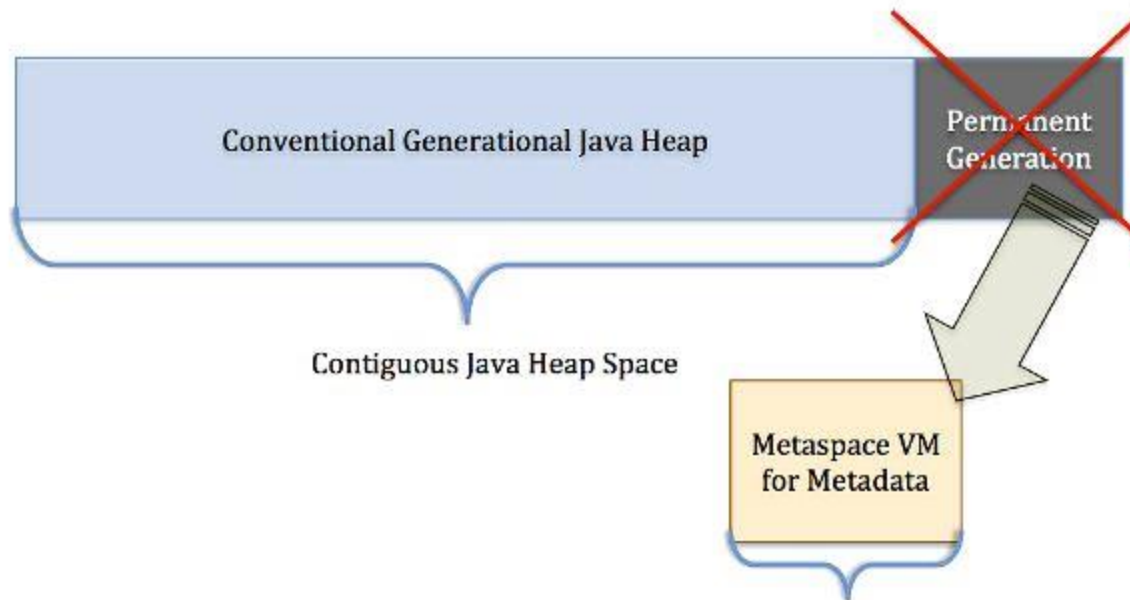 Conventional Generational Java Heap
Permanent
Generation
Contiguous Java Heap Space
Metaspace VM
for Metadata